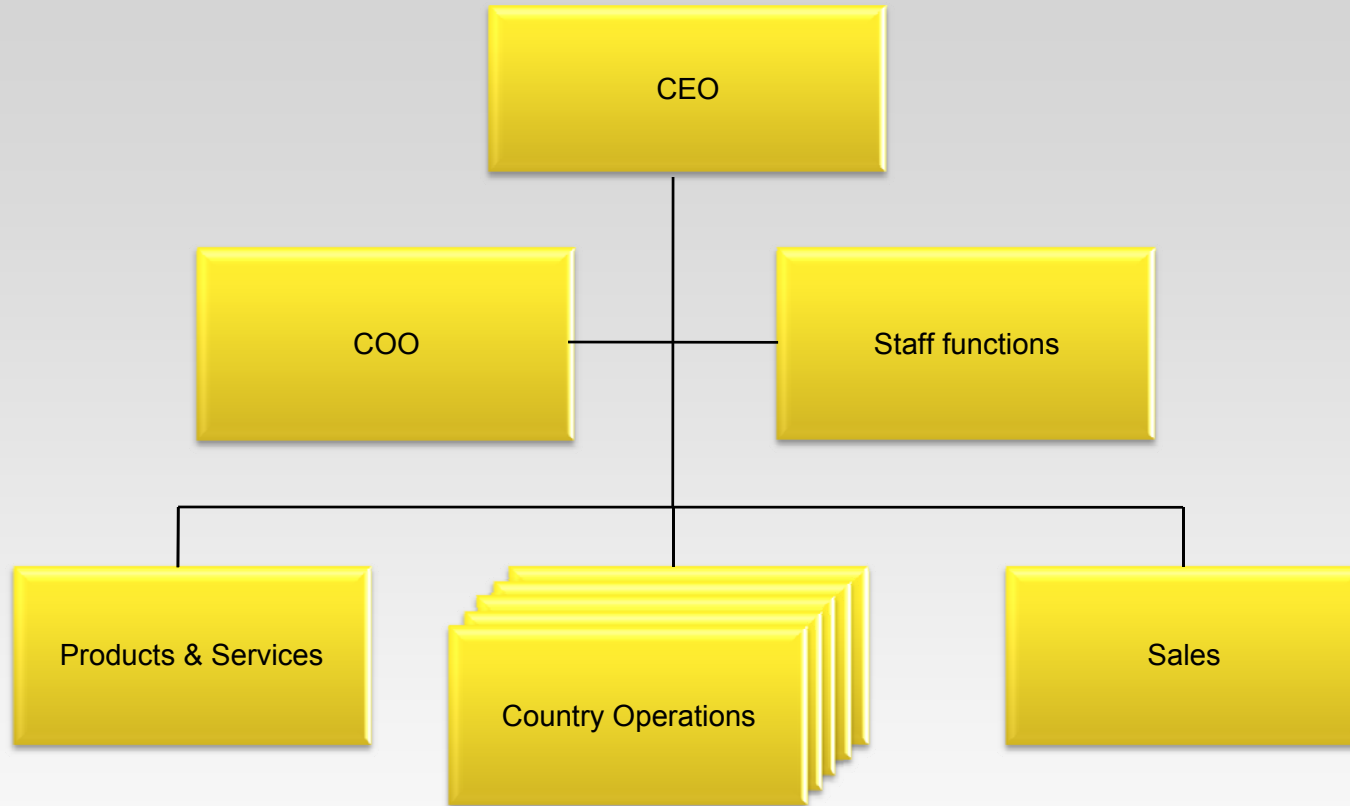 CEO
COO
Staff functions
Products & Services
Country Operations
Sales